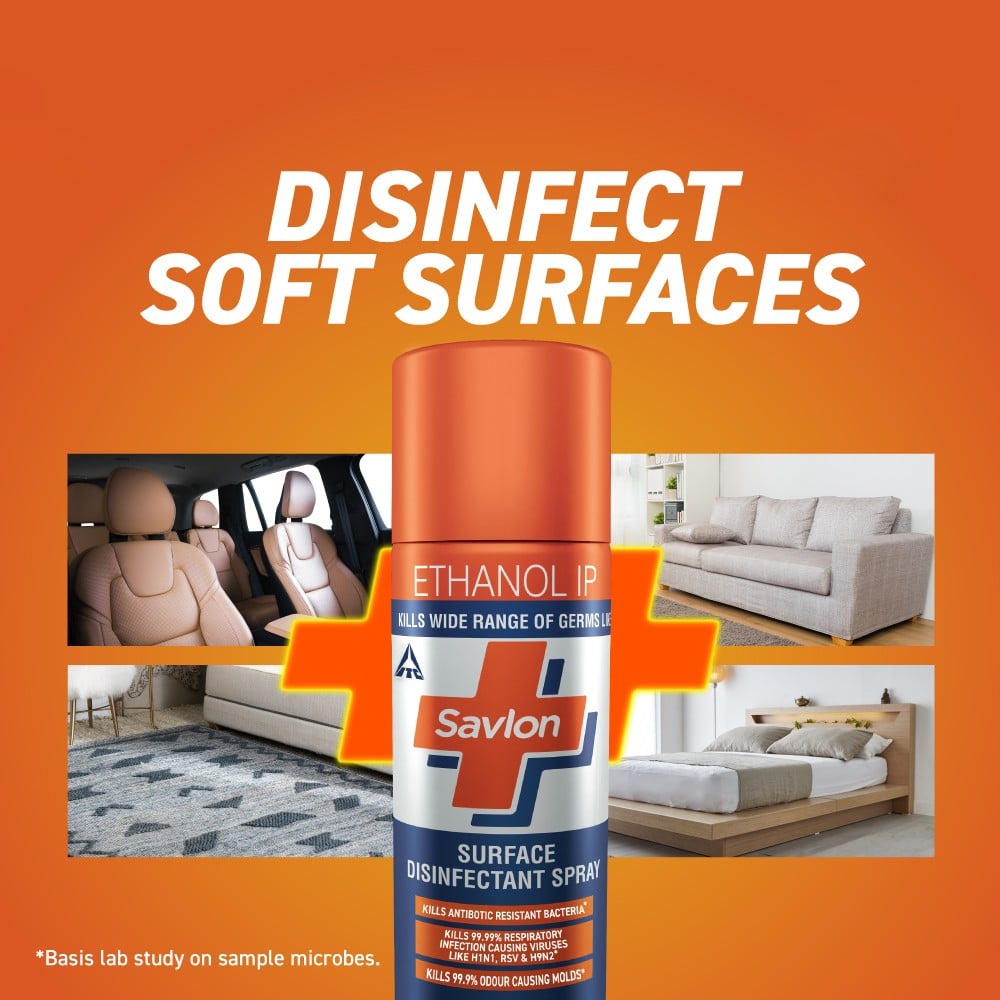 DISINFECT
SOFT SURFACES
ETHANOL IP
KILLS WIDE RANGE OF GERMS
ITC
Savlon
SURFACE
DISINFECTANT SPRAY
KILLS ANTIBOTIC RESISTANT BACTERIA*
KILLS 99.99% RESPIRATORY
INFECTION CAUSING VIRUSES
LIKE H1N1, RSV & H9N2*
KILLS 99.9% ODOUR CAUSING MOLDS*
*Basis lab study on sample microbes.